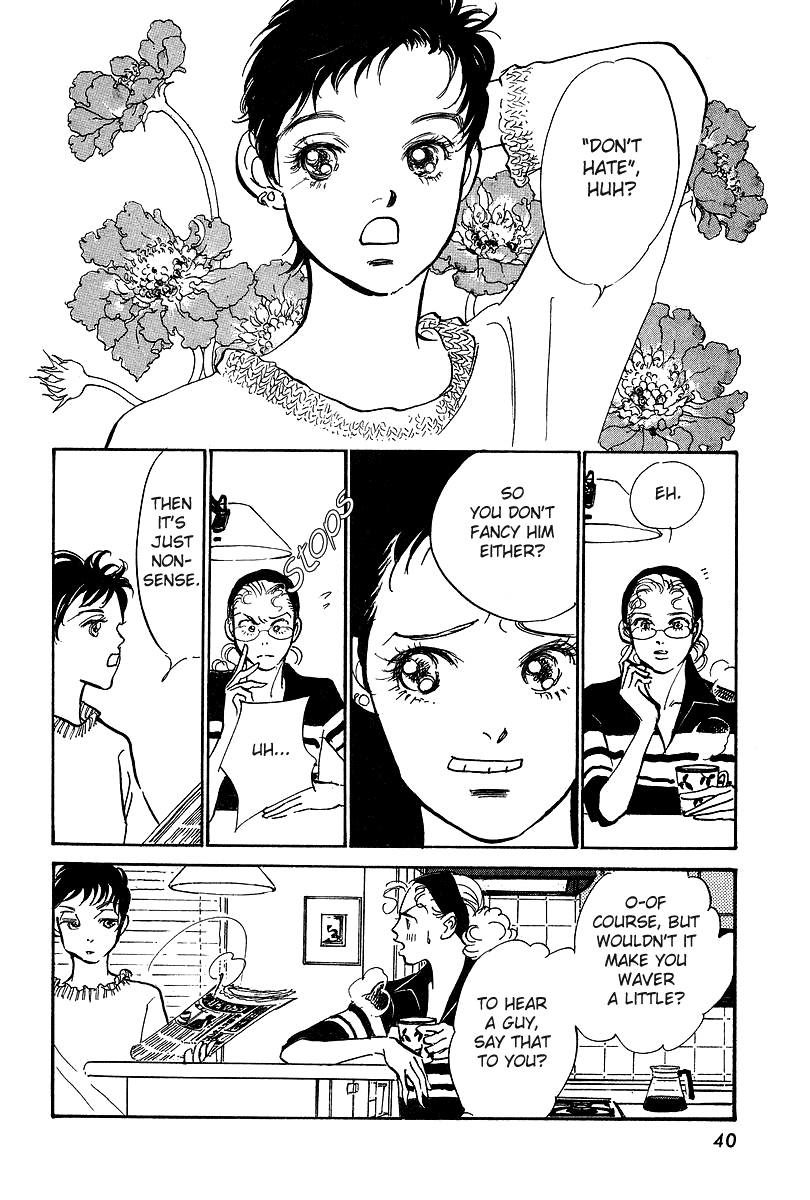 "DON'T
HATE",
HUH?
EH.
SO
YOU DON'T
FANCY HIM
EITHER?
Stops
UH...
THEN
IT'S
JUST
NON-
SENSE.
O-OF
COURSE, BUT
WOULDN'T IT
MAKE YOU
WAVER
A LITTLE?
TO HEAR
A GUY,
SAY THAT
TO YOU?
40